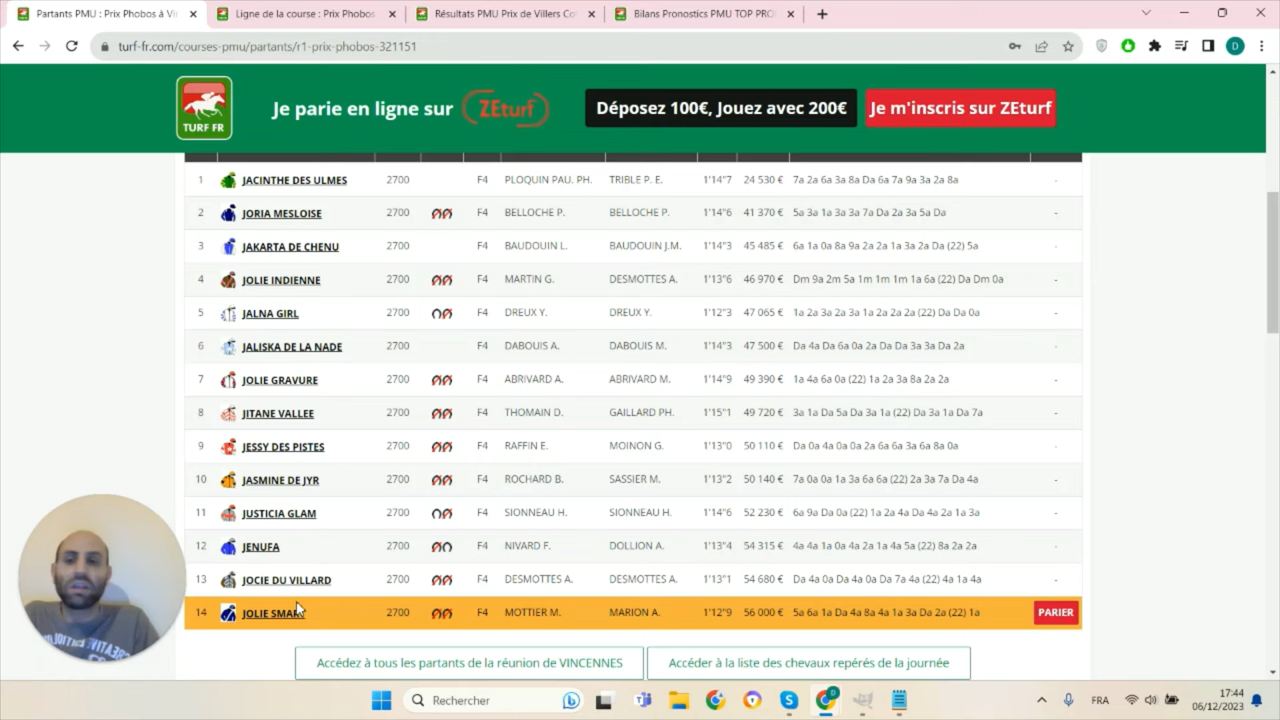 Partants PMU : Prix Phobos à Vi
Ligne de la course : Prix Phobos
Résultats PMU Prix de Villers Co
Bilans Pronostics PMU TOP PRO
turf-fr.com/courses-pmu/partants/r1-prix-phobos-321151
D
TURF FR
Je parie en ligne sur ZEturf
Déposez 100€, Jouez avec 200€
Je m'inscris sur ZEturf
1 JACINTHE DES ULMES 2700 F4 PLOQUIN PAU. PH. TRIBLE P. E. 1'14"7 24 530 € 7a 2a 6a 3a 8a Da 6a 7a 9a 3a 2a 8a -
2 JORIA MESLOISE 2700 F4 BELLOCHE P. BELLOCHE P. 1'14"6 41 370 € 5a 3a 1a 3a 3a 7a Da 2a 3a 5a Da -
3 JAKARTA DE CHENU 2700 F4 BAUDOUIN L. BAUDOUIN J.M. 1'14"3 45 485 € 6a 1a 0a 8a 9a 2a 2a 1a 3a 2a Da (22) 5a -
4 JOLIE INDIENNE 2700 F4 MARTIN G. DESMOTTES A. 1'13"6 46 970 € Dm 9a 2m 5a 1m 1m 1m 1a 6a (22) Da Dm 0a -
5 JALNA GIRL 2700 F4 DREUX Y. DREUX Y. 1'12"3 47 065 € 1a 2a 3a 2a 3a 1a 2a 2a 2a (22) Da Da 0a -
6 JALISKA DE LA NADE 2700 F4 DABOUIS A. DABOUIS M. 1'14"3 47 500 € Da 4a Da 6a 0a 2a Da Da 3a 3a Da 2a -
7 JOLIE GRAVURE 2700 F4 ABRIVARD A. ABRIVARD M. 1'14"9 49 390 € 1a 4a 6a 0a (22) 1a 2a 3a 8a 2a 2a -
8 JITANE VALLEE 2700 F4 THOMAIN D. GAILLARD PH. 1'15"1 49 720 € 3a 1a Da 5a Da 3a 1a (22) Da 3a 1a Da 7a -
9 JESSY DES PISTES 2700 F4 RAFFIN E. MOINON G. 1'13"0 50 110 € Da 0a 4a 0a 0a 2a 6a 6a 3a 6a 8a 0a -
10 JASMINE DE JYR 2700 F4 ROCHARD B. SASSIER M. 1'13"2 50 140 € 7a 0a 0a 1a 3a 6a 6a (22) 2a 3a 7a Da 4a -
11 JUSTICIA GLAM 2700 F4 SIONNEAU H. SIONNEAU H. 1'14"6 52 230 € 6a 9a Da 0a (22) 1a 2a 4a Da 4a 2a 1a 3a -
12 JENUFA 2700 F4 NIVARD F. DOLLION A. 1'13"4 54 315 € 4a 4a 1a 0a 4a 2a 1a 4a 5a (22) 8a 2a 2a -
13 JOCIE DU VILLARD 2700 F4 DESMOTTES A. DESMOTTES A. 1'13"1 54 680 € Da 4a 0a Da 4a 0a Da 7a 4a (22) 4a 1a 4a -
14 JOLIE SMAR 2700 F4 MOTTIER M. MARION A. 1'12"9 56 000 € 5a 6a 1a Da 4a 8a 4a 1a 3a Da 2a (22) 1a PARIER
Accédez à tous les partants de la réunion de VINCENNES
Accéder à la liste des chevaux repérés de la journée
Rechercher
FRA
17:44
06/12/2023